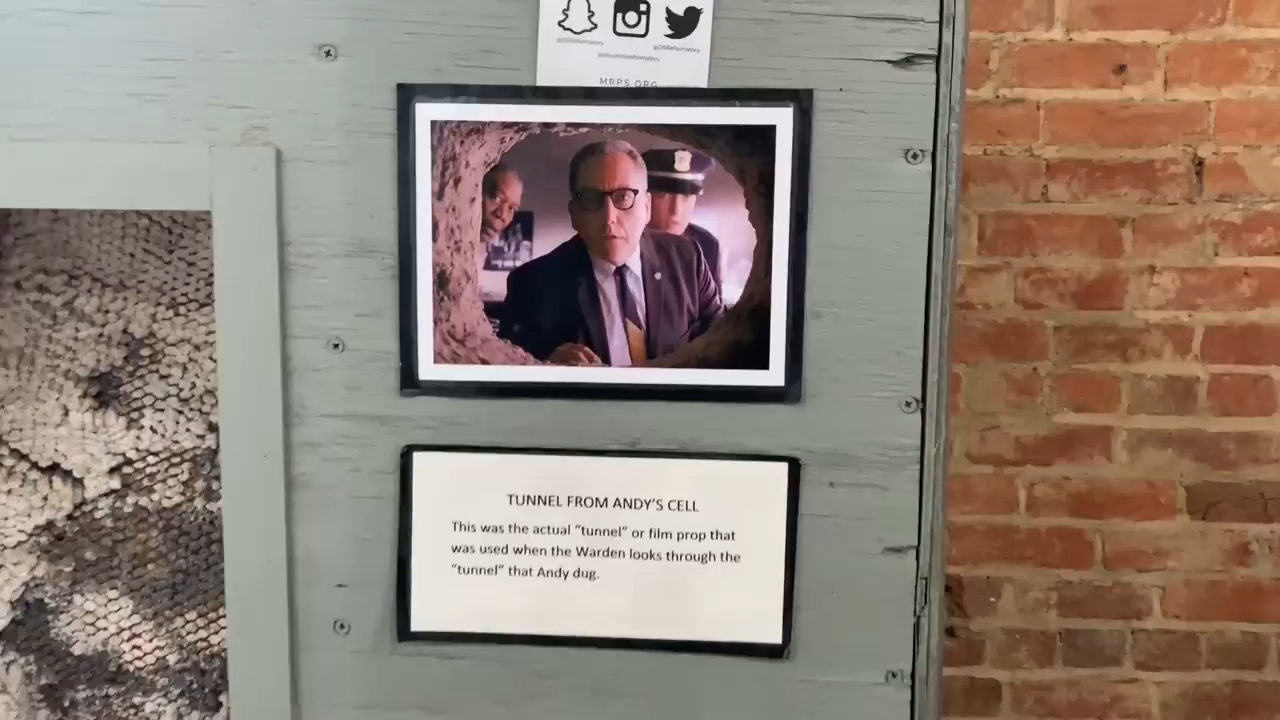 MRPS.ORG
TUNNEL FROM ANDY'S CELL
This was the actual "tunnel" or film prop that
was used when the Warden looks through the
"tunnel" that Andy dug.